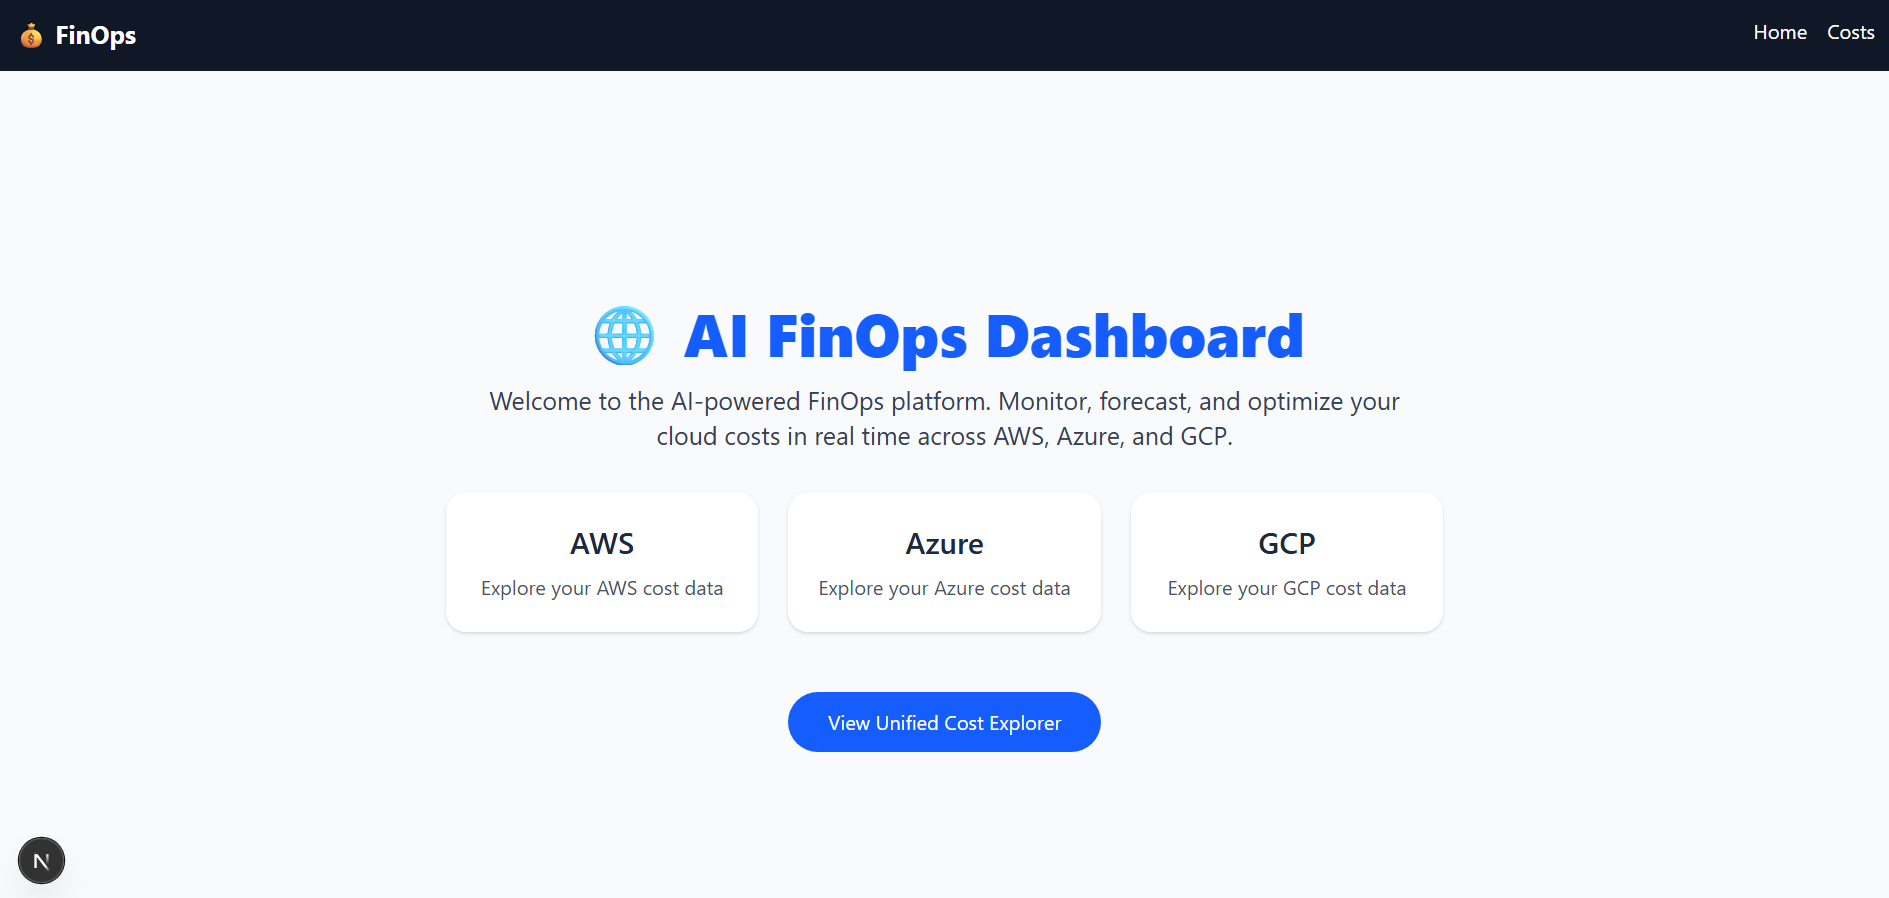 FinOps
Home
Costs
AI FinOps Dashboard
Welcome to the AI-powered FinOps platform. Monitor, forecast, and optimize your
cloud costs in real time across AWS, Azure, and GCP.
AWS
Explore your AWS cost data
Azure
Explore your Azure cost data
GCP
Explore your GCP cost data
View Unified Cost Explorer
N